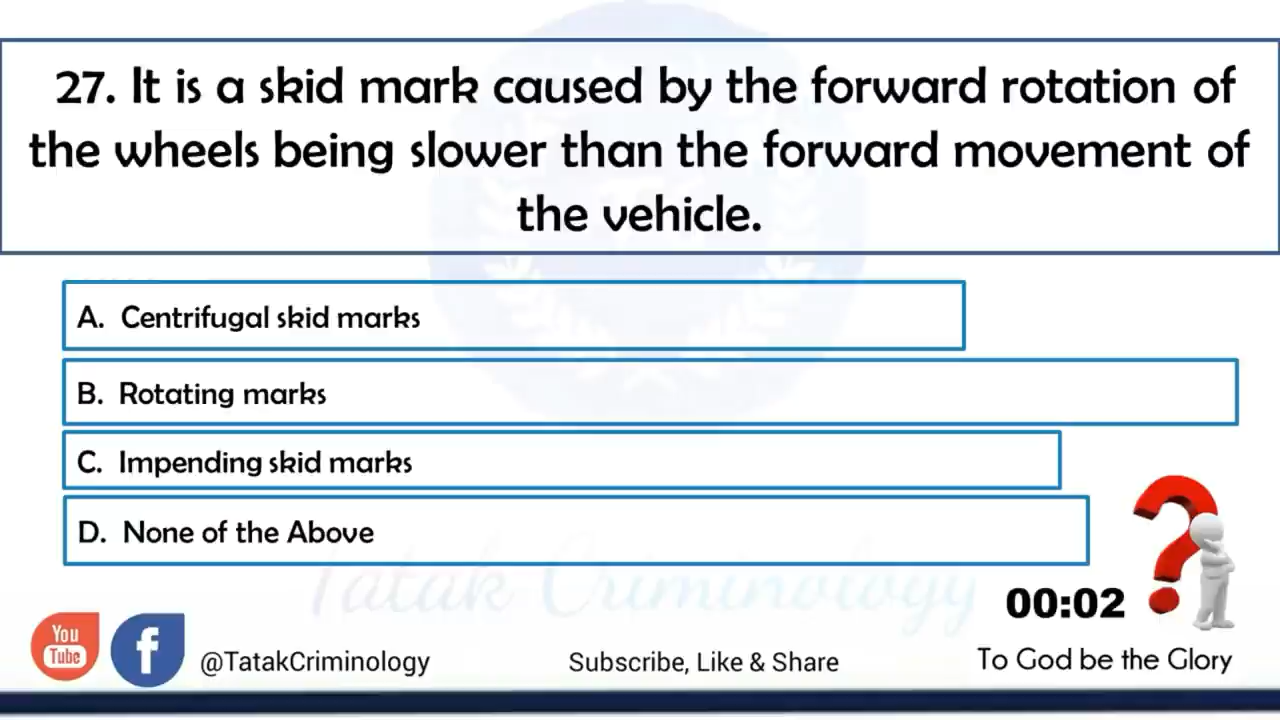 27. It is a skid mark caused by the forward rotation of
the wheels being slower than the forward movement of
the vehicle.
A. Centrifugal skid marks
B. Rotating marks
C. Impending skid marks
D. None of the Above
Tatak Criminology
00:02
You
Tube
f
@TatakCriminology
Subscribe, Like & Share
To God be the Glory